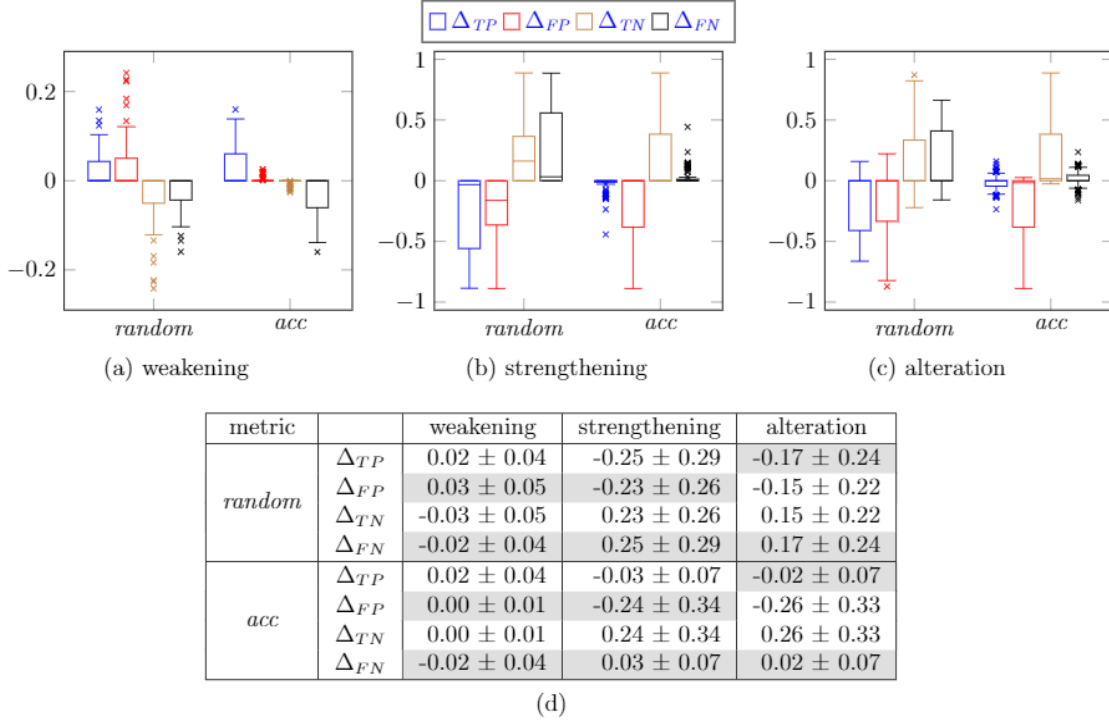 Δ_TP Δ_FP Δ_TN Δ_FN
0.2
0
−0.2
random acc
(a) weakening
1
0.5
0
−0.5
−1
random acc
(b) strengthening
1
0.5
0
−0.5
−1
random acc
(c) alteration
metric weakening strengthening alteration
random
Δ_TP 0.02 ± 0.04 -0.25 ± 0.29 -0.17 ± 0.24
Δ_FP 0.03 ± 0.05 -0.23 ± 0.26 -0.15 ± 0.22
Δ_TN -0.03 ± 0.05 0.23 ± 0.26 0.15 ± 0.22
Δ_FN -0.02 ± 0.04 0.25 ± 0.29 0.17 ± 0.24
acc
Δ_TP 0.02 ± 0.04 -0.03 ± 0.07 -0.02 ± 0.07
Δ_FP 0.00 ± 0.01 -0.24 ± 0.34 -0.26 ± 0.33
Δ_TN 0.00 ± 0.01 0.24 ± 0.34 0.26 ± 0.33
Δ_FN -0.02 ± 0.04 0.03 ± 0.07 0.02 ± 0.07
(d)